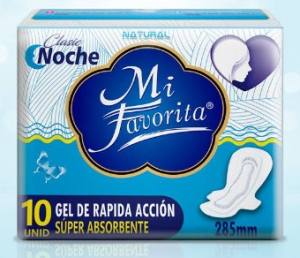 NATURAL
Clasic
Noche
Mi
Favorita®
10
UNID
GEL DE RAPIDA ACCIÓN
SÚPER ABSORBENTE
285mm